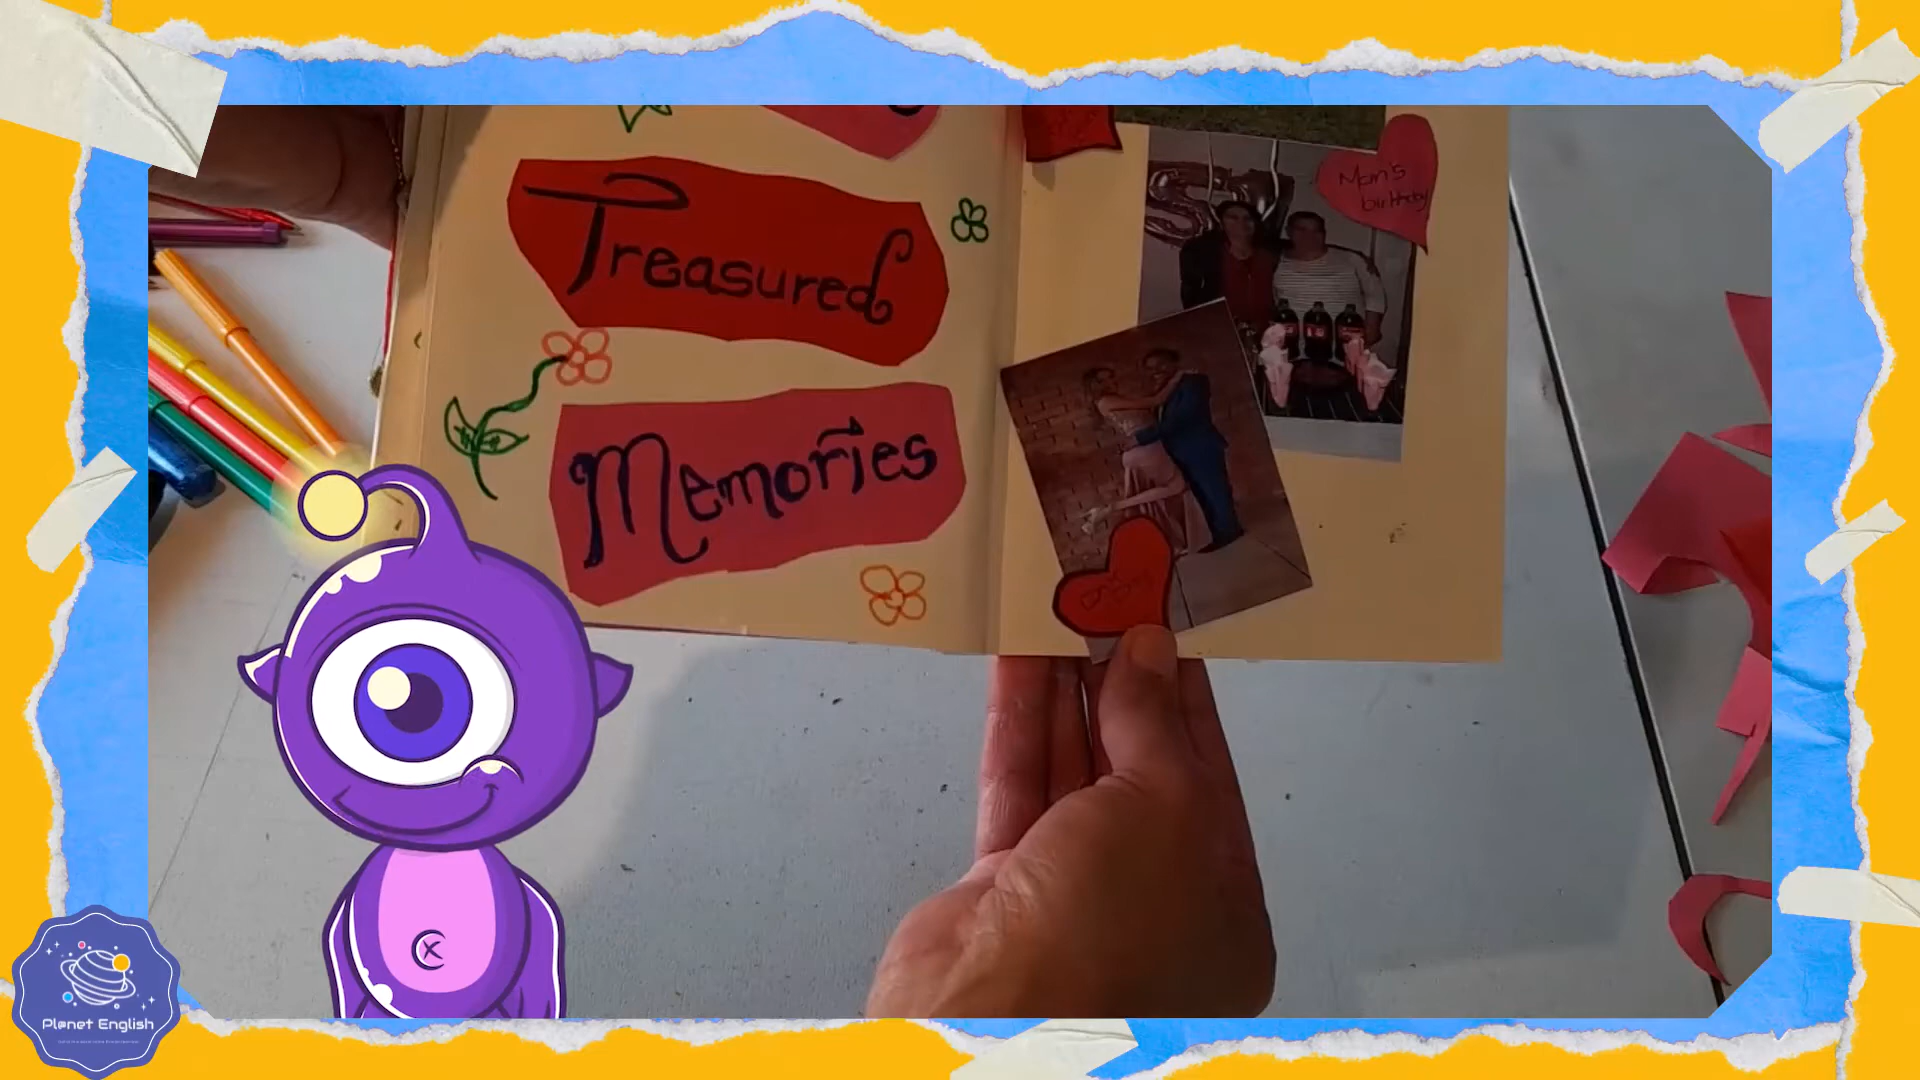 Treasured
Memories
Mom's
birthday
Planet English